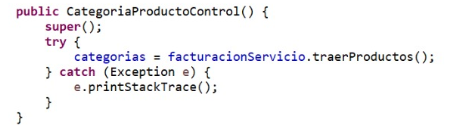 public CategoriaProductoControl() {
super();
try {
categorias = facturacionServicio.traerProductos();
} catch (Exception e) {
e.printStackTrace();
}
}